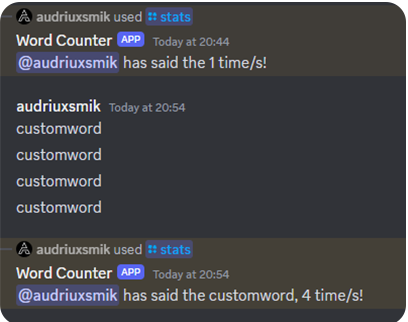 audriuxsmik used stats
Word Counter APP Today at 20:44
@audriuxsmik has said the 1 time/s!
audriuxsmik Today at 20:54
customword
customword
customword
customword
audriuxsmik used stats
Word Counter APP Today at 20:54
@audriuxsmik has said the customword, 4 time/s!